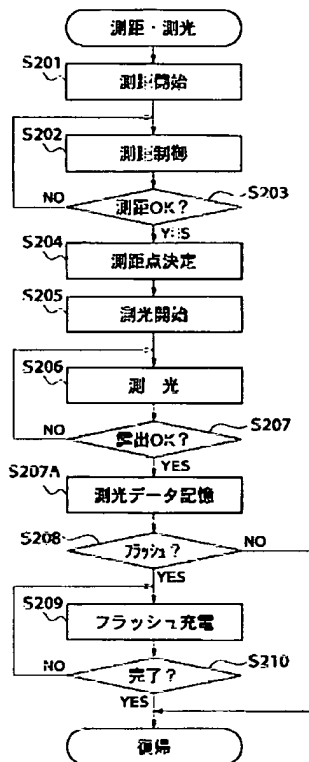 測距・測光
S201
測距開始
S202
測距制御
S203
測距OK?
NO
YES
S204
測距点決定
S205
測光開始
S206
測 光
S207
露出OK?
NO
YES
S207A
測光データ記憶
S208
フラッシュ?
NO
YES
S209
フラッシュ充電
S210
完了?
NO
YES
復帰